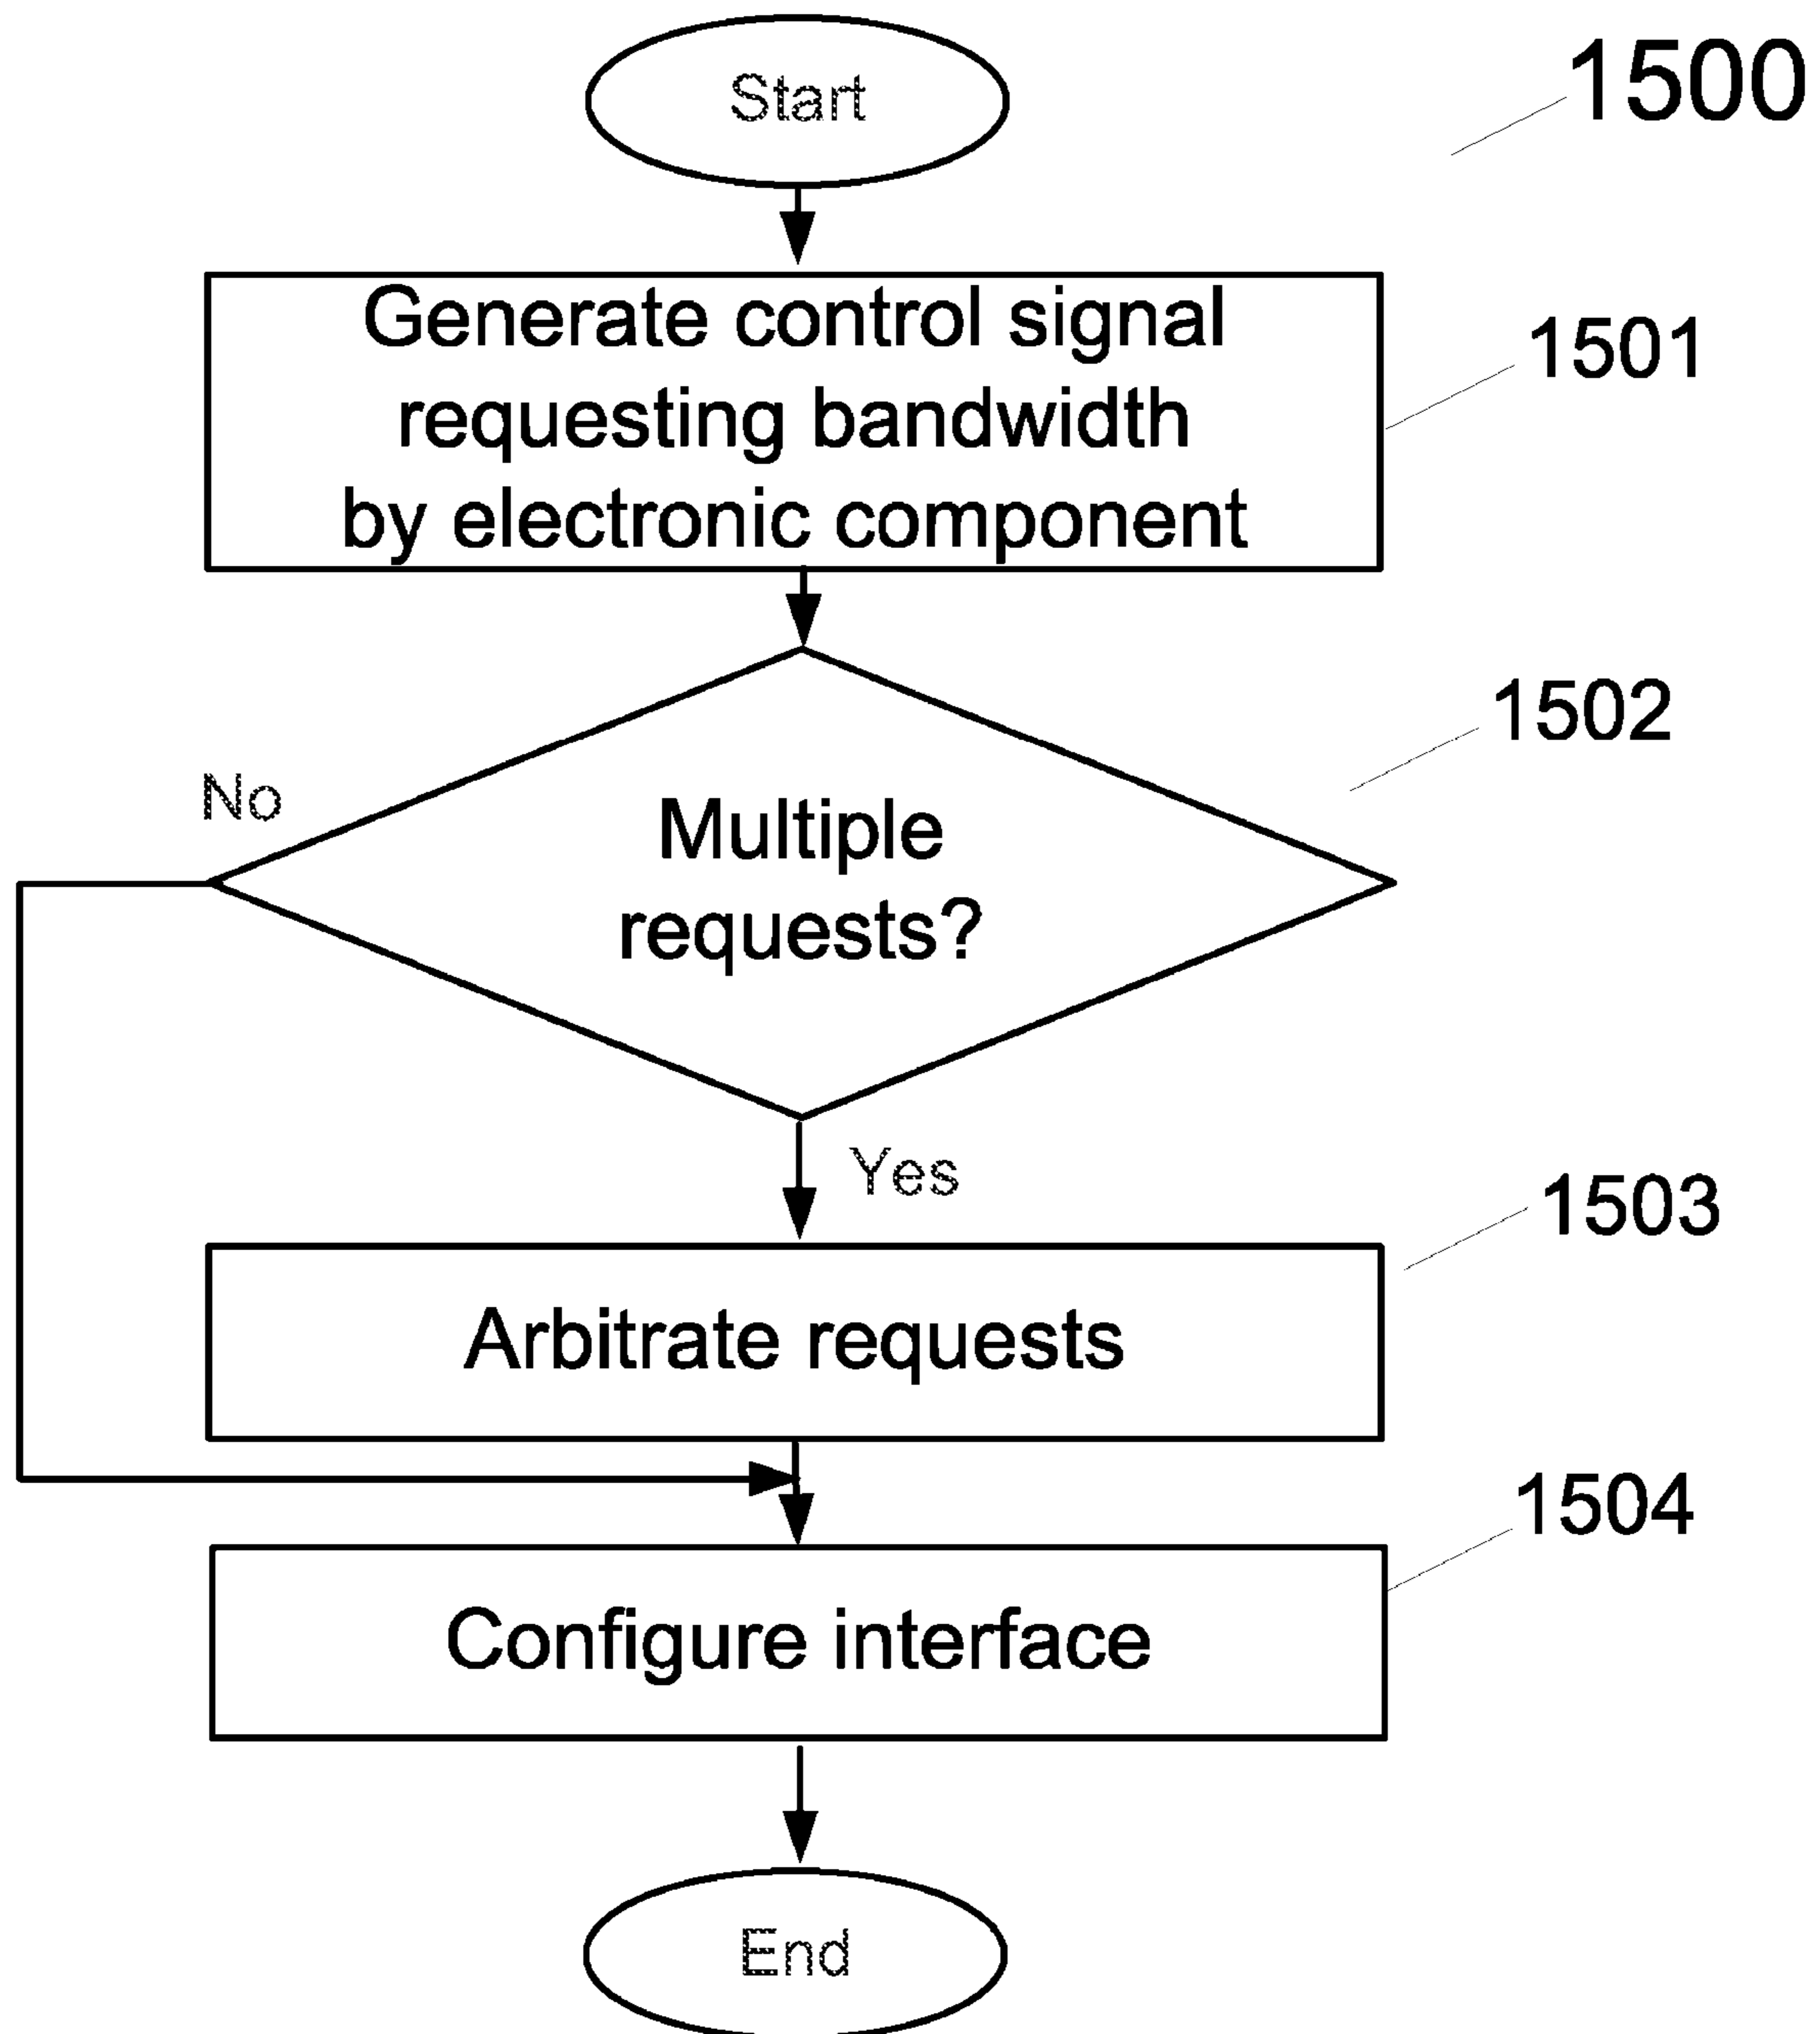 Start
1500
Generate control signal
requesting bandwidth
by electronic component
1501
1502
No
Multiple
requests?
Yes
1503
Arbitrate requests
1504
Configure interface
End